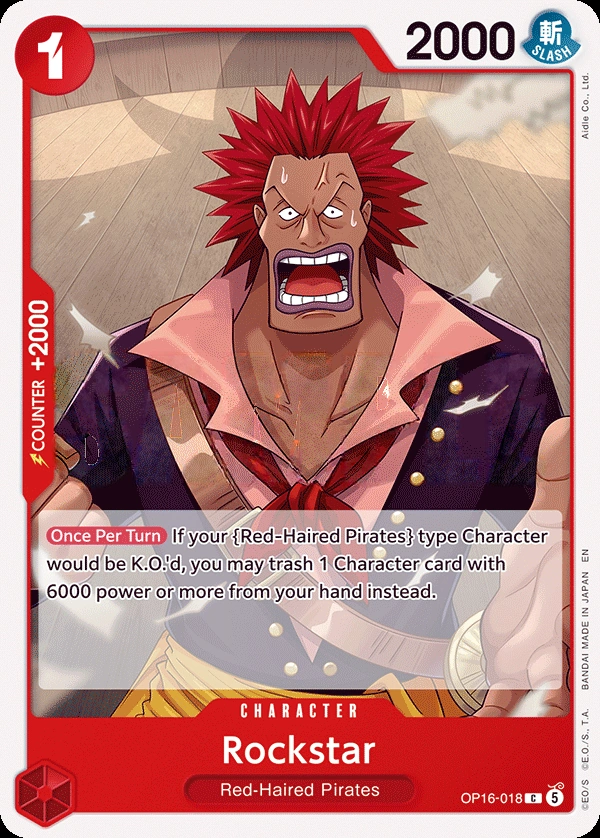 1
2000
斬
SLASH
Aidle Co., Ltd.
COUNTER +2000
Once Per Turn If your {Red-Haired Pirates} type Character
would be K.O.'d, you may trash 1 Character card with
6000 power or more from your hand instead.
BANDAI MADE IN JAPAN EN
©E/O/S ©E.O./S., T.A.
CHARACTER
Rockstar
Red-Haired Pirates
OP16-018 C 5